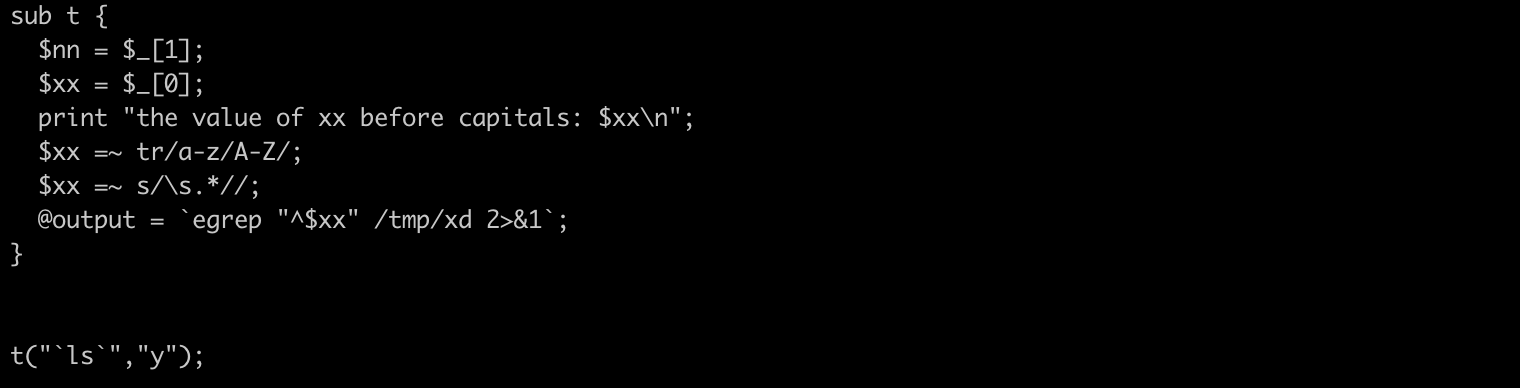 sub t {
  $nn = $_[1];
  $xx = $_[0];
  print "the value of xx before capitals: $xx\n";
  $xx =~ tr/a-z/A-Z/;
  $xx =~ s/\s.*//;
  @output = `egrep "^$xx" /tmp/xd 2>&1`;
}
t("`ls`","y");